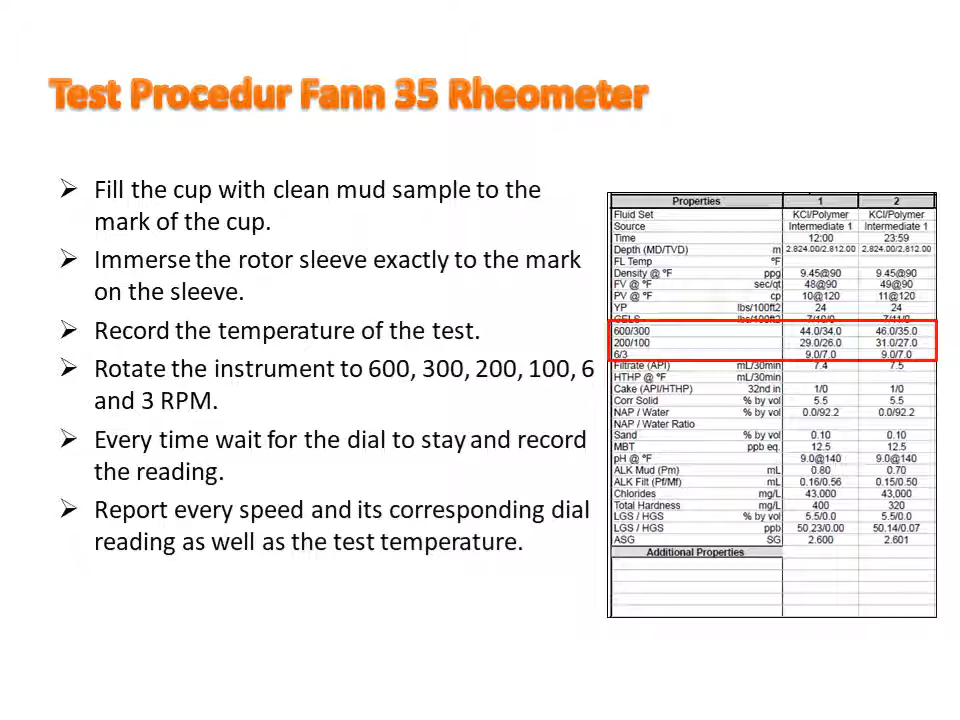 Test Procedur Fann 35 Rheometer
➢ Fill the cup with clean mud sample to the
mark of the cup.
➢ Immerse the rotor sleeve exactly to the mark
on the sleeve.
➢ Record the temperature of the test.
➢ Rotate the instrument to 600, 300, 200, 100, 6
and 3 RPM.
➢ Every time wait for the dial to stay and record
the reading.
➢ Report every speed and its corresponding dial
reading as well as the test temperature.
Properties 1 2
Fluid Set KCl/Polymer KCl/Polymer
Source Intermediate 1 Intermediate 1
Time 12:00 23:59
Depth (MD/TVD) m 2,824.00/2,812.00 2,824.00/2,812.00
FL Temp °F
Density @ °F ppg 9.45@90 9.45@90
FV @ °F sec/qt 48@90 49@90
PV @ °F cp 10@120 11@120
YP lbs/100ft2 24 24
GELS lbs/100ft2
600/300 44.0/34.0 46.0/35.0
200/100 29.0/26.0 31.0/27.0
6/3 9.0/7.0 9.0/7.0
Filtrate (API) mL/30min 7.4 7.5
HTHP @ °F mL/30min
Cake (API/HTHP) 32nd in 1/0 1/0
Corr Solid % by vol 5.5 5.5
NAP / Water % by vol 0.0/92.2 0.0/92.2
NAP / Water Ratio
Sand % by vol 0.10 0.10
MBT ppb eq. 12.5 12.5
pH @ °F 9.0@140 9.0@140
ALK Mud (Pm) mL 0.80 0.70
ALK Filt (Pf/Mf) mL 0.16/0.56 0.15/0.50
Chlorides mg/L 43,000 43,000
Total Hardness mg/L 400 320
LGS / HGS % by vol 5.5/0.0 5.5/0.0
LGS / HGS ppb 50.23/0.00 50.14/0.07
ASG SG 2.600 2.601
Additional Properties